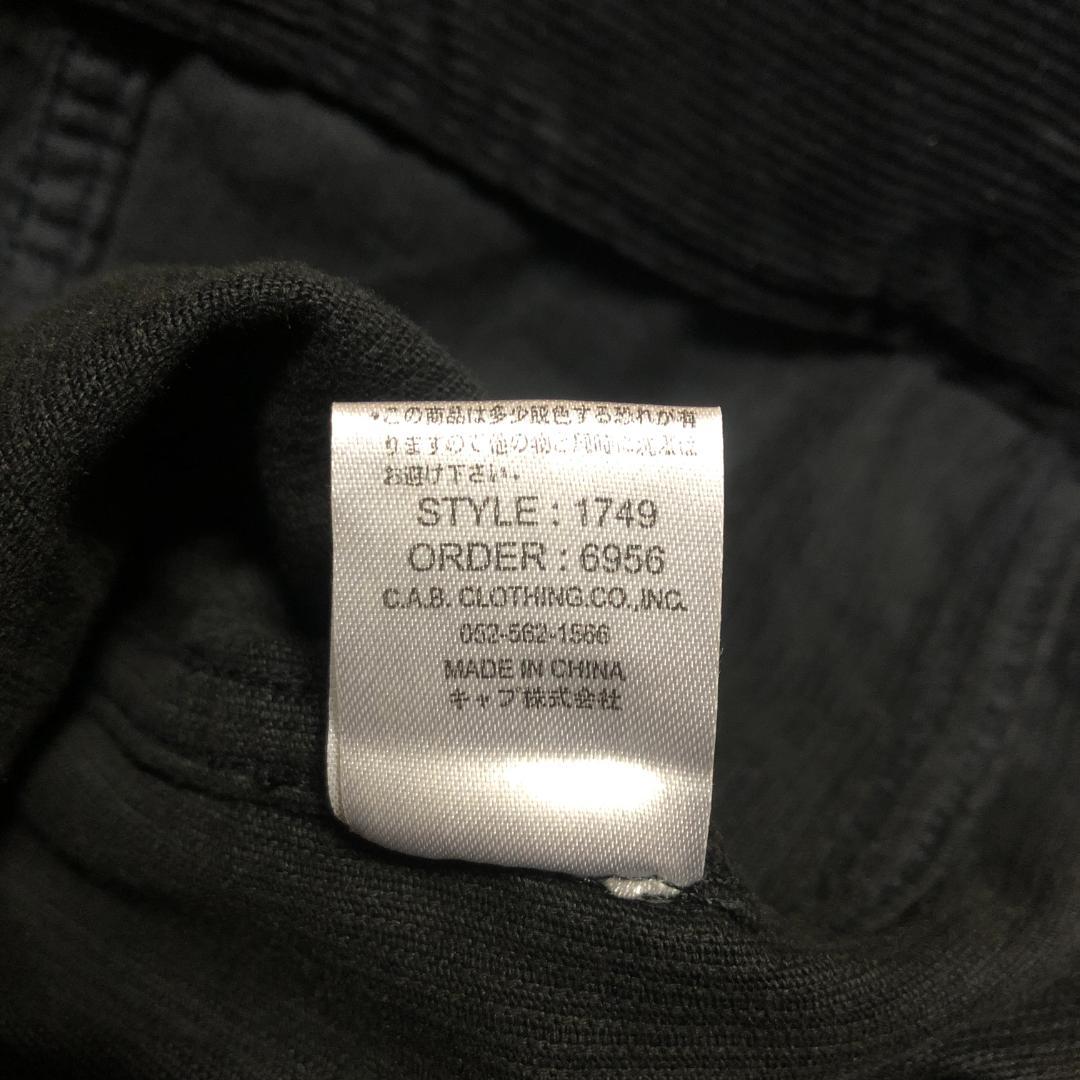 ・この商品は多少脱色する恐れが有
りますので他の物と同時に洗濯は
お避け下さい。
STYLE : 1749
ORDER : 6956
C.A.B. CLOTHING.CO.,INC.
052-562-1566
MADE IN CHINA
キャブ株式会社